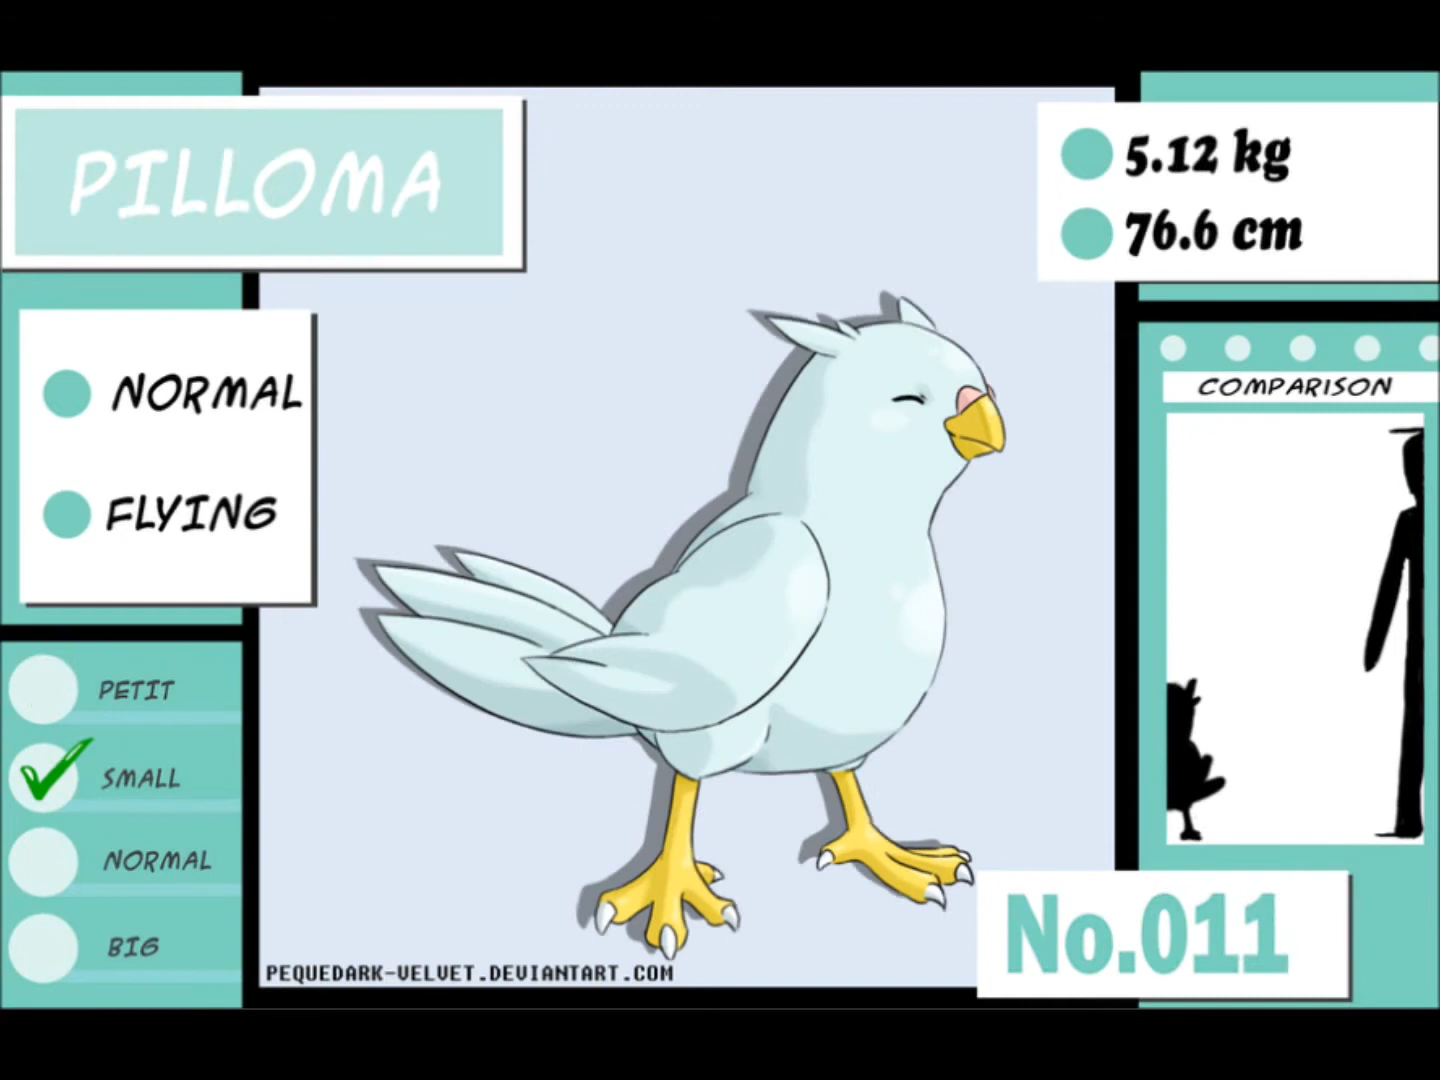 PILLOMA
5.12 kg
76.6 cm
NORMAL
FLYING
COMPARISON
PETIT
SMALL
NORMAL
BIG
No.011
PEQUEDARK-VELVET.DEVIANTART.COM